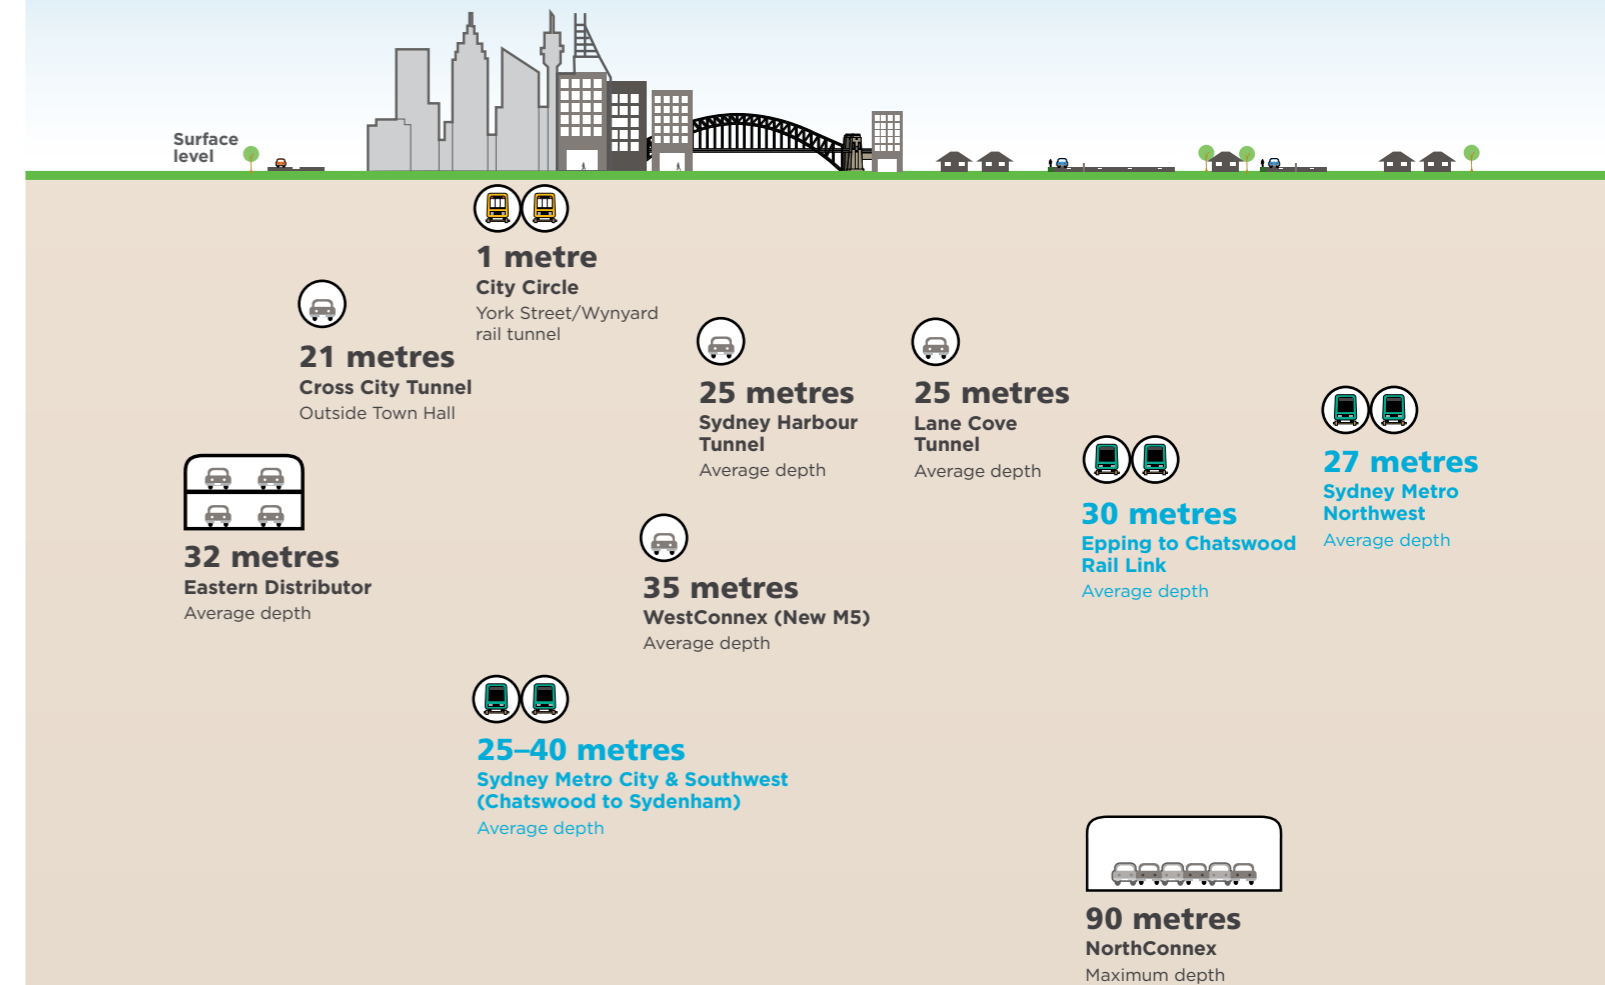 Surface
level
1 metre
City Circle
York Street/Wynyard
rail tunnel
21 metres
Cross City Tunnel
Outside Town Hall
25 metres
Sydney Harbour
Tunnel
Average depth
25 metres
Lane Cove
Tunnel
Average depth
27 metres
Sydney Metro
Northwest
Average depth
30 metres
Epping to Chatswood
Rail Link
Average depth
32 metres
Eastern Distributor
Average depth
35 metres
WestConnex (New M5)
Average depth
25–40 metres
Sydney Metro City & Southwest
(Chatswood to Sydenham)
Average depth
90 metres
NorthConnex
Maximum depth